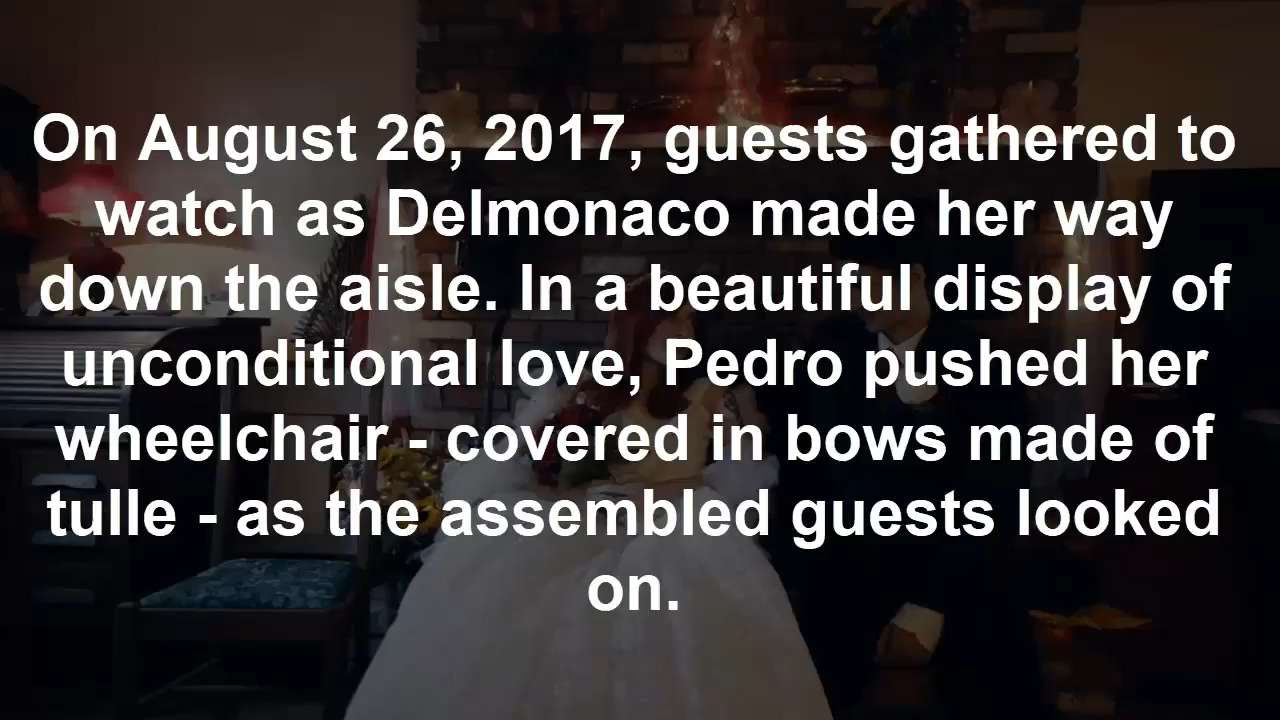 On August 26, 2017, guests gathered to
watch as Delmonaco made her way
down the aisle. In a beautiful display of
unconditional love, Pedro pushed her
wheelchair - covered in bows made of
tulle - as the assembled guests looked
on.